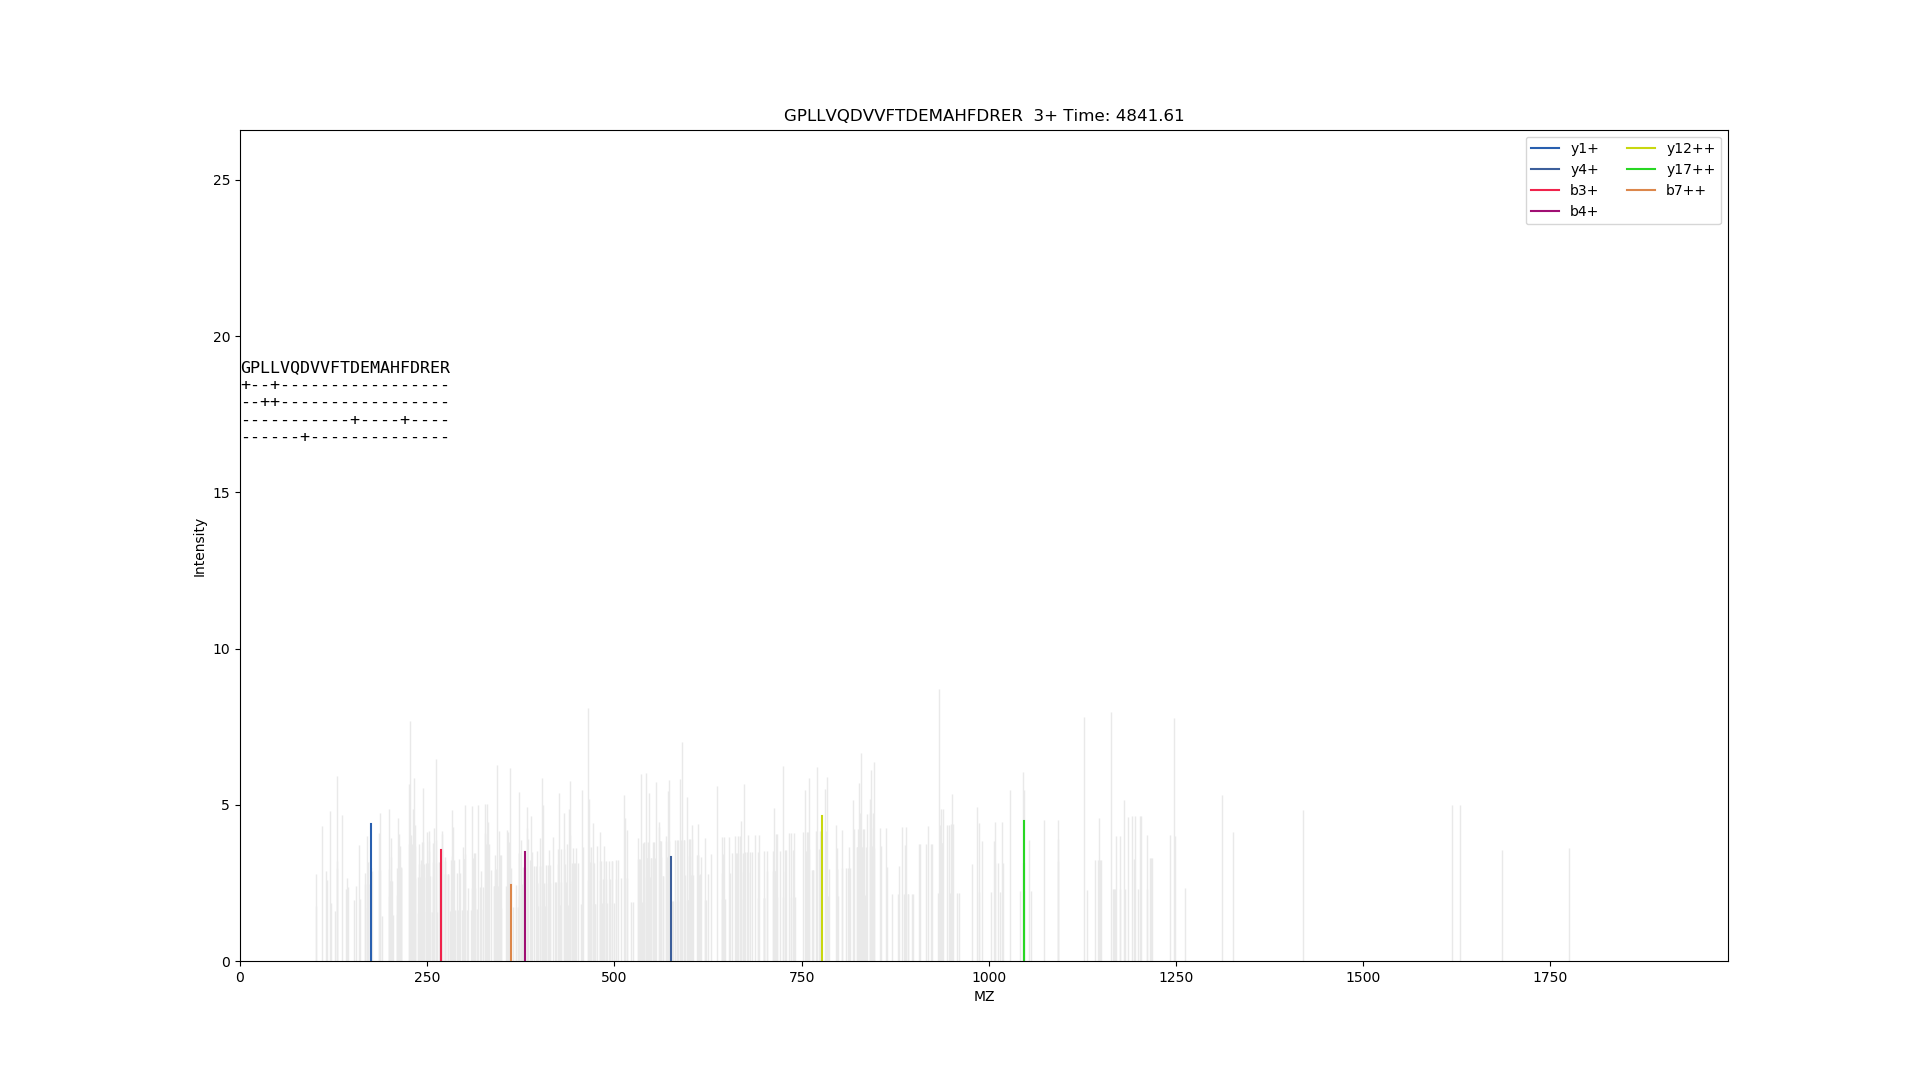 GPLLVQDVVFTDEMAHFDRER  3+ Time: 4841.61
y1+
y4+
b3+
b4+
y12++
y17++
b7++
25
20
15
10
5
0
Intensity
GPLLVQDVVFTDEMAHFDRER
+--+-----------------
--++-----------------
-----------+----+----
------+--------------
0 250 500 750 1000 1250 1500 1750
MZ